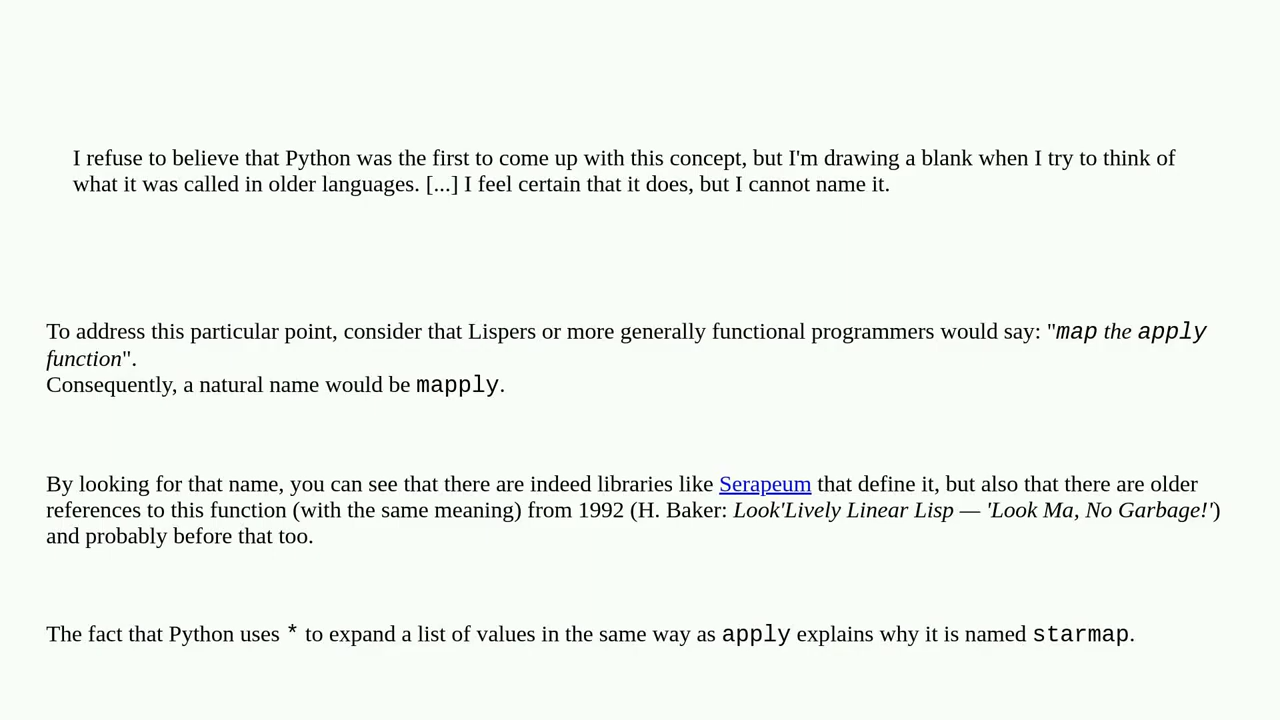 I refuse to believe that Python was the first to come up with this concept, but I'm drawing a blank when I try to think of
what it was called in older languages. [...] I feel certain that it does, but I cannot name it.
To address this particular point, consider that Lispers or more generally functional programmers would say: "map the apply
function".
Consequently, a natural name would be mapply.
By looking for that name, you can see that there are indeed libraries like Serapeum that define it, but also that there are older
references to this function (with the same meaning) from 1992 (H. Baker: Look'Lively Linear Lisp — 'Look Ma, No Garbage!')
and probably before that too.
The fact that Python uses * to expand a list of values in the same way as apply explains why it is named starmap.